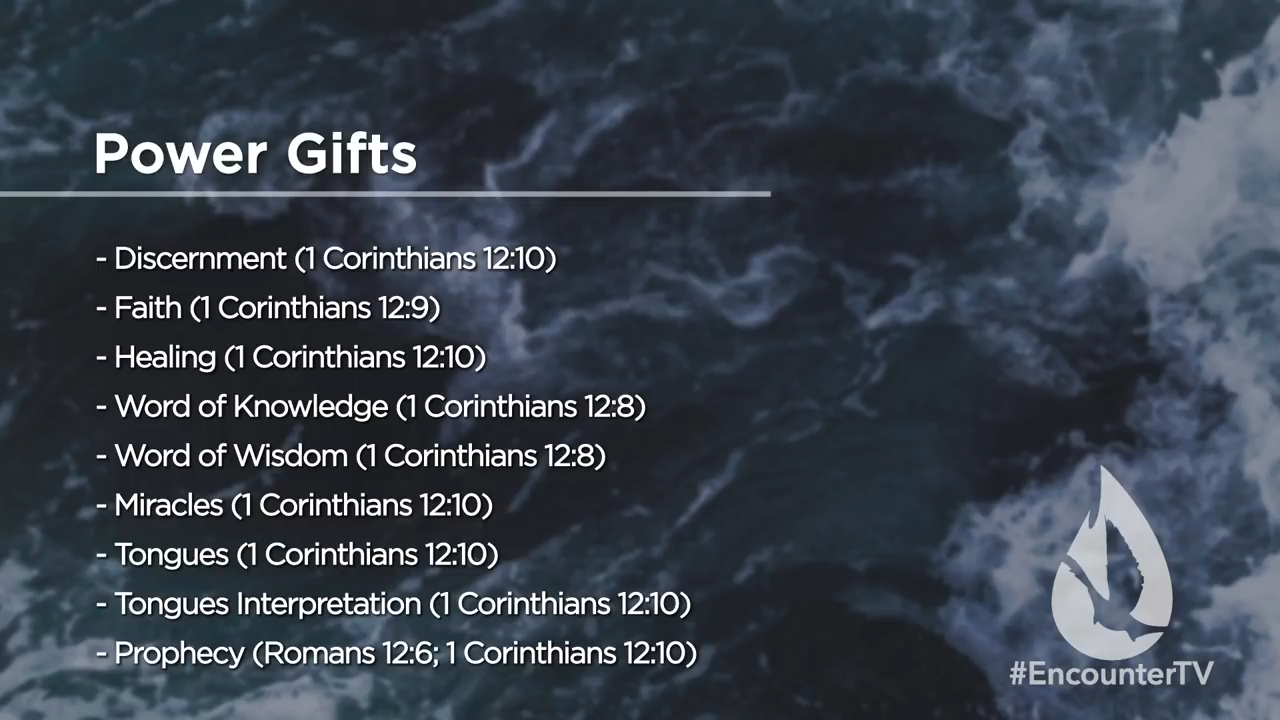 Power Gifts
- Discernment (1 Corinthians 12:10)
- Faith (1 Corinthians 12:9)
- Healing (1 Corinthians 12:10)
- Word of Knowledge (1 Corinthians 12:8)
- Word of Wisdom (1 Corinthians 12:8)
- Miracles (1 Corinthians 12:10)
- Tongues (1 Corinthians 12:10)
- Tongues Interpretation (1 Corinthians 12:10)
- Prophecy (Romans 12:6; 1 Corinthians 12:10)
#EncounterTV